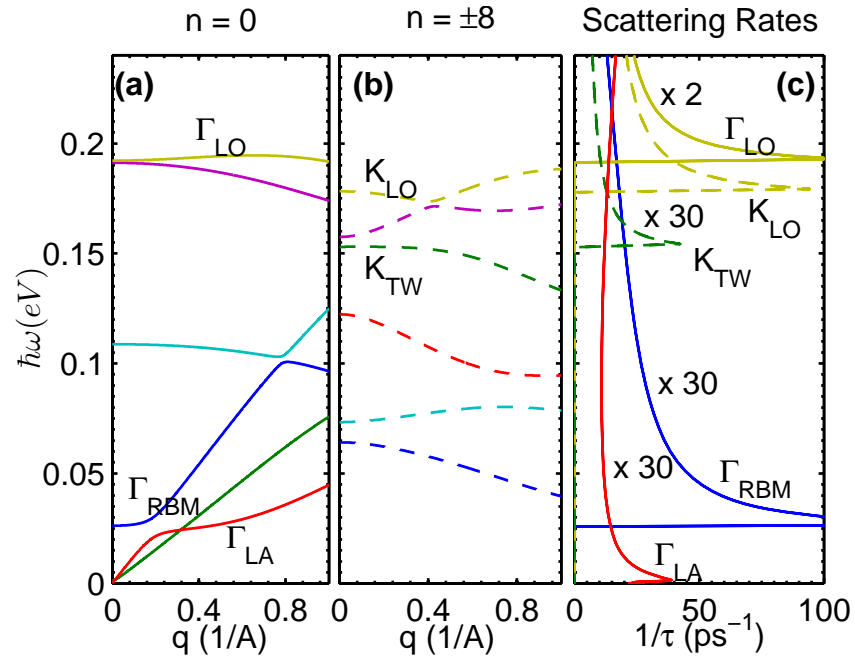 n = 0
n = ±8
Scattering Rates
(a)
(b)
(c)
ħω(eV)
0
0.05
0.1
0.15
0.2
Γ_LO
Γ_RBM
Γ_LA
K_LO
K_TW
x 2
Γ_LO
K_LO
x 30
K_TW
x 30
x 30
Γ_RBM
Γ_LA
0 0.4 0.8
0 0.4 0.8
0 50 100
q (1/A)
q (1/A)
1/τ (ps⁻¹)